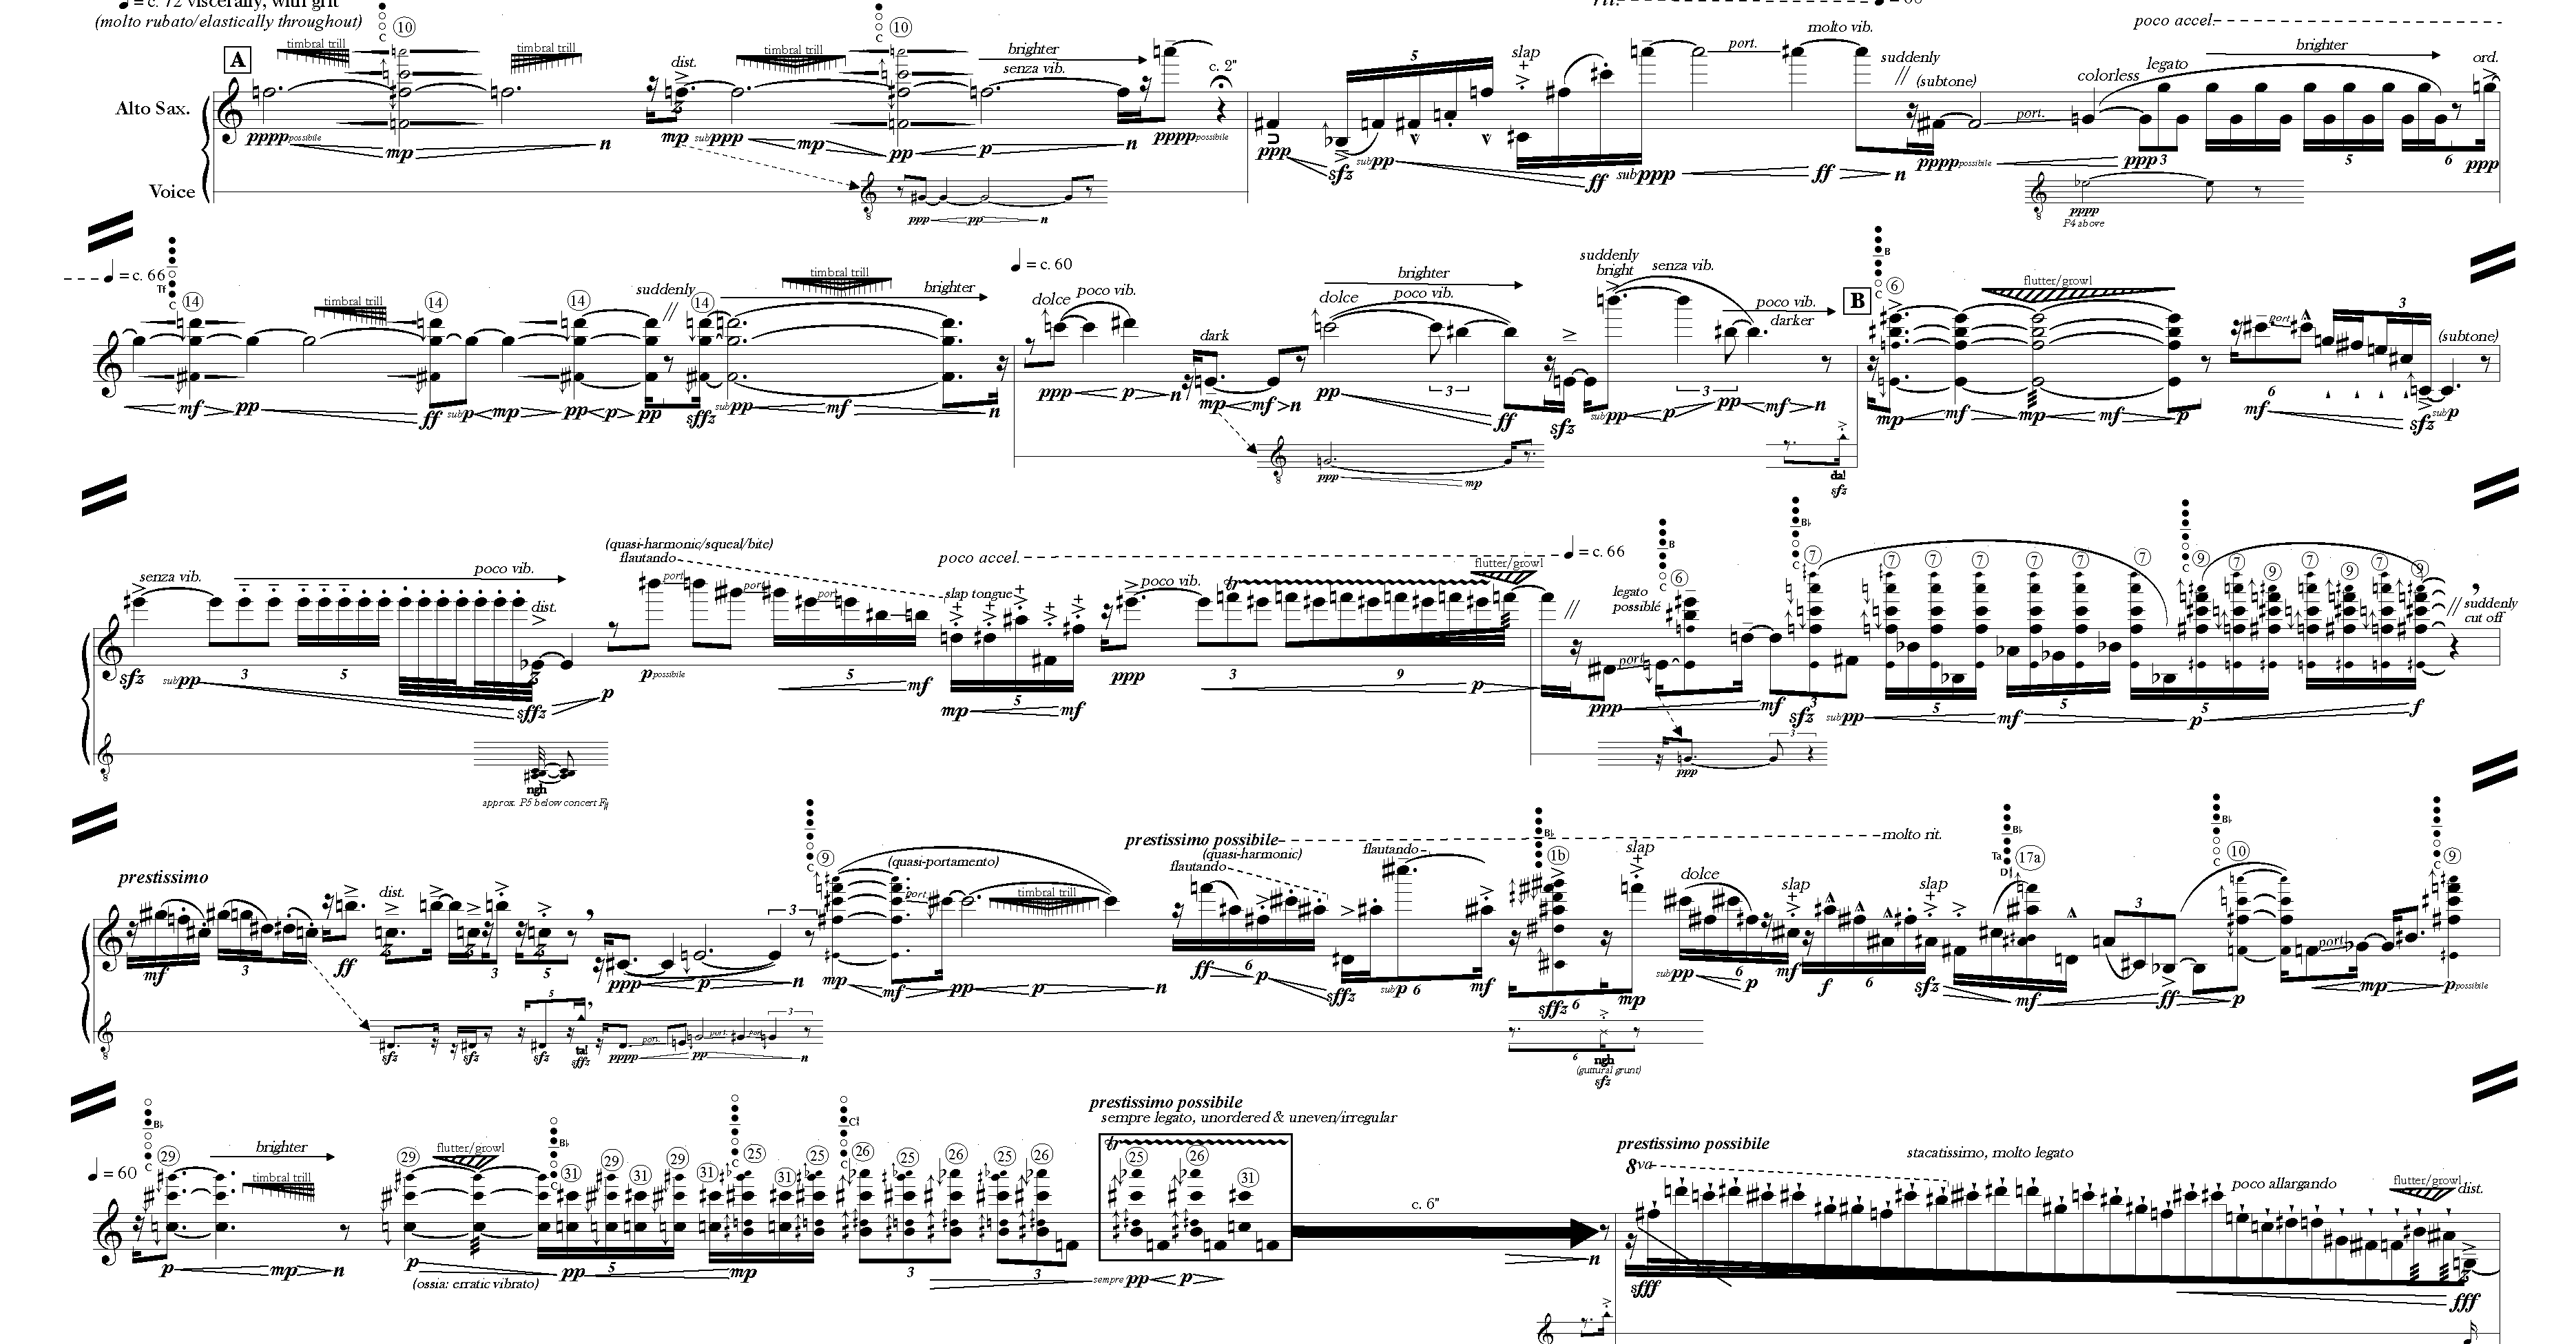 = c. 72 viscerally, with grit
(molto rubato/elastically throughout)
poco accel.
A
timbral trill
C
10
timbral trill
dist.
timbral trill
C
10
brighter
senza vib.
c. 2"
5
slap
port.
molto vib.
suddenly
(subtone)
port.
colorless
legato
brighter
ord.
Alto Sax.
pppp possibile
mp
n
mp
sub ppp
mp
pp
p
n
pppp possibile
ppp
sfz
sub pp
ff
sub ppp
ff
n
pppp possibile
ppp
3
5
6
ppp
Voice
ppp
pp
n
pppp
P4 above
= c. 66
Tf
C
14
timbral trill
14
14
suddenly
14
timbral trill
brighter
= c. 60
dolce
poco vib.
dark
dolce
brighter
poco vib.
suddenly
bright
senza vib.
poco vib.
darker
B
B
C
6
flutter/growl
port.
3
(subtone)
mf
pp
ff
sub p
mp
pp
p
pp
sffz
sub pp
mf
n
ppp
p
n
mp
mf
n
pp
3
ff
sfz
sub pp
p
3
pp
mf
n
mp
mf
mp
mf
p
mf
6
sfz
sub p
ppp
mp
da!
sfz
senza vib.
poco vib.
dist.
(quasi-harmonic/squeal/bite)
flautando
port.
port.
poco accel.
slap tongue
poco vib.
tr
flutter/growl
= c. 66
legato
possible
B
C
6
port.
B♭
C
7
7
7
7
7
7
7
C
9
7
9
7
9
7
9
suddenly
cut off
sfz
sub pp
3
5
sffz
p
p possibile
5
mf
mp
5
mf
ppp
3
9
p
ppp
mf
sfz
3
sub pp
5
mf
5
p
5
f
ngh
approx. P5 below concert F♯
ppp
3
prestissimo
dist.
C
9
(quasi-portamento)
port.
timbral trill
prestissimo possibile
(quasi-harmonic)
flautando
flautando
B♭
1b
slap
dolce
molto rit.
slap
slap
Ta
B♭
17a
3
C
10
port.
C
9
mf
3
ff
3
5
ppp
p
3
n
mp
mf
pp
p
n
ff
6
p
sffz
sub p
6
mf
sffz
6
mp
sub pp
6
p
mf
f
6
sfz
mf
ff
p
mp
p possibile
sfz
sfz
5
sfz
ta!
sffz
pppp
port.
pp
port.
port.
3
n
6
ngh
(guttural grunt)
sfz
= 60
B♭
C
29
brighter
timbral trill
29
flutter/growl
B♭
C
31
29
31
29
31
C
25
31
25
C♯
C
26
25
26
25
26
prestissimo possibile
sempre legato, unordered & uneven/irregular
tr
25
26
31
c. 6"
prestissimo possibile
8va
stacatissimo, molto legato
poco allargando
flutter/growl
dist.
p
mp
n
p
(ossia: erratic vibrato)
pp
5
mp
3
3
sempre pp
p
n
sfff
fff